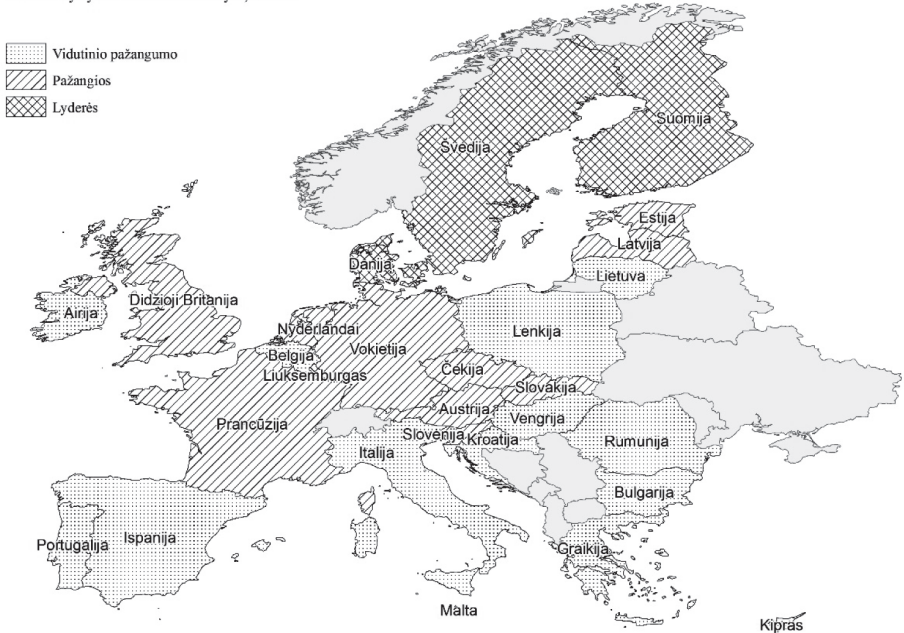 Vidutinio pažangumo
Pažangios
Lyderės
Suomija
Švedija
Estija
Latvija
Danija
Lietuva
Didžioji Britanija
Airija
Nyderlandai
Lenkija
Belgija
Vokietija
Liuksemburgas
Čekija
Slovakija
Austrija
Vengrija
Prancūzija
Slovėnija
Kroatija
Rumunija
Italija
Bulgarija
Ispanija
Portugalija
Graikija
Malta
Kipras